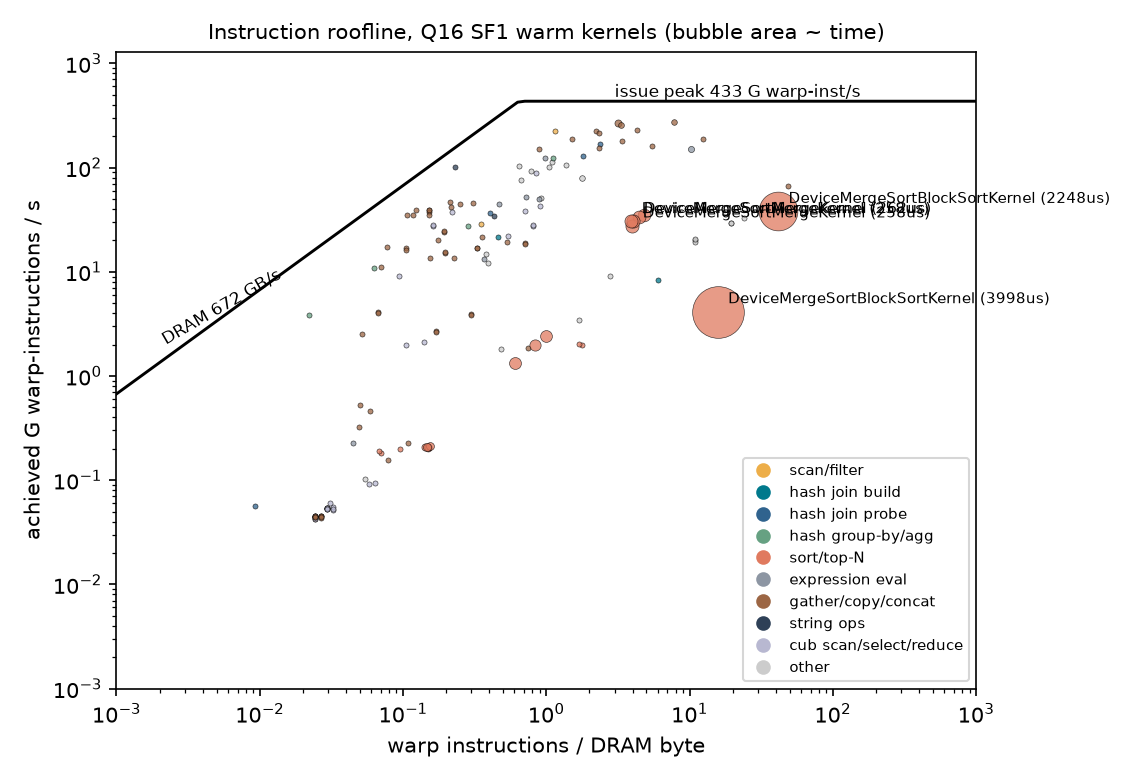 Instruction roofline, Q16 SF1 warm kernels (bubble area ~ time)
achieved G warp-instructions / s
10³
10²
10¹
10⁰
10⁻¹
10⁻²
10⁻³
issue peak 433 G warp-inst/s
DRAM 672 GB/s
DeviceMergeSortBlockSortKernel (2248us)
DeviceMergeSortMergeKernel
DeviceMergeSortBlockSortKernel (3998us)
scan/filter
hash join build
hash join probe
hash group-by/agg
sort/top-N
expression eval
gather/copy/concat
string ops
cub scan/select/reduce
other
10⁻³ 10⁻² 10⁻¹ 10⁰ 10¹ 10² 10³
warp instructions / DRAM byte